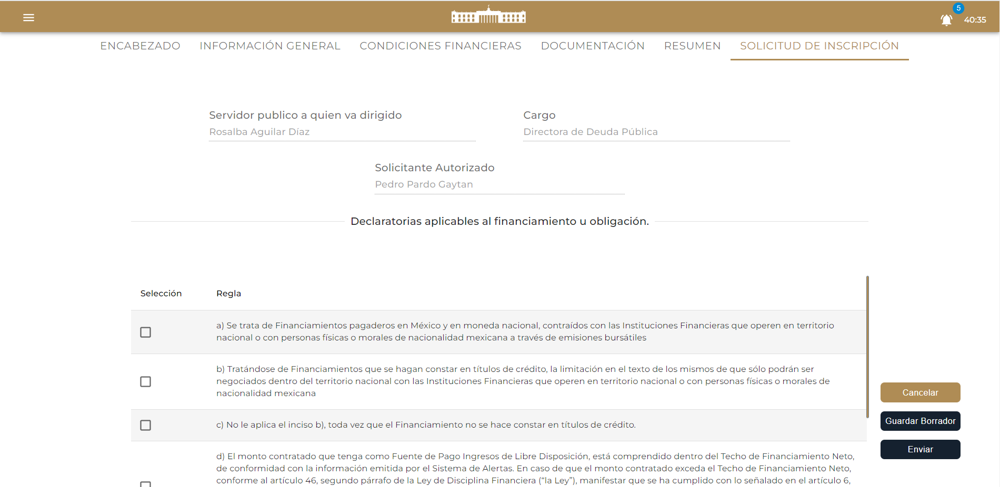 5
40:35
ENCABEZADO INFORMACIÓN GENERAL CONDICIONES FINANCIERAS DOCUMENTACIÓN RESUMEN SOLICITUD DE INSCRIPCIÓN
Servidor publico a quien va dirigido
Rosalba Aguilar Díaz
Cargo
Directora de Deuda Pública
Solicitante Autorizado
Pedro Pardo Gaytan
Declaratorias aplicables al financiamiento u obligación.
Selección Regla
a) Se trata de Financiamientos pagaderos en México y en moneda nacional, contraídos con las Instituciones Financieras que operen en territorio
nacional o con personas físicas o morales de nacionalidad mexicana a través de emisiones bursátiles
b) Tratándose de Financiamientos que se hagan constar en títulos de crédito, la limitación en el texto de los mismos de que sólo podrán ser
negociados dentro del territorio nacional con las Instituciones Financieras que operen en territorio nacional o con personas físicas o morales de
nacionalidad mexicana
c) No le aplica el inciso b), toda vez que el Financiamiento no se hace constar en títulos de crédito.
d) El monto contratado que tenga como Fuente de Pago Ingresos de Libre Disposición, está comprendido dentro del Techo de Financiamiento Neto,
de conformidad con la información emitida por el Sistema de Alertas. En caso de que el monto contratado exceda el Techo de Financiamiento Neto,
conforme al artículo 46, segundo párrafo de la Ley de Disciplina Financiera (“la Ley”), manifestar que se ha cumplido con lo señalado en el artículo 6,
Cancelar
Guardar Borrador
Enviar